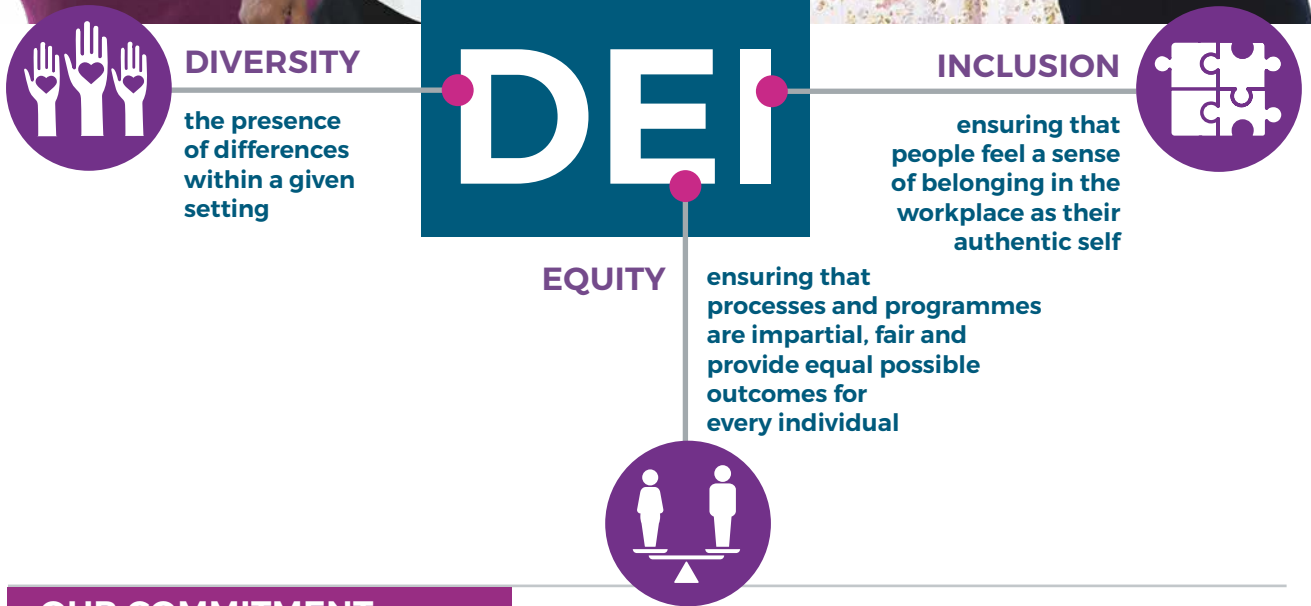 DEI
DIVERSITY
the presence
of differences
within a given
setting
INCLUSION
ensuring that
people feel a sense
of belonging in the
workplace as their
authentic self
EQUITY
ensuring that
processes and programmes
are impartial, fair and
provide equal possible
outcomes for
every individual
OUR COMMITMENT